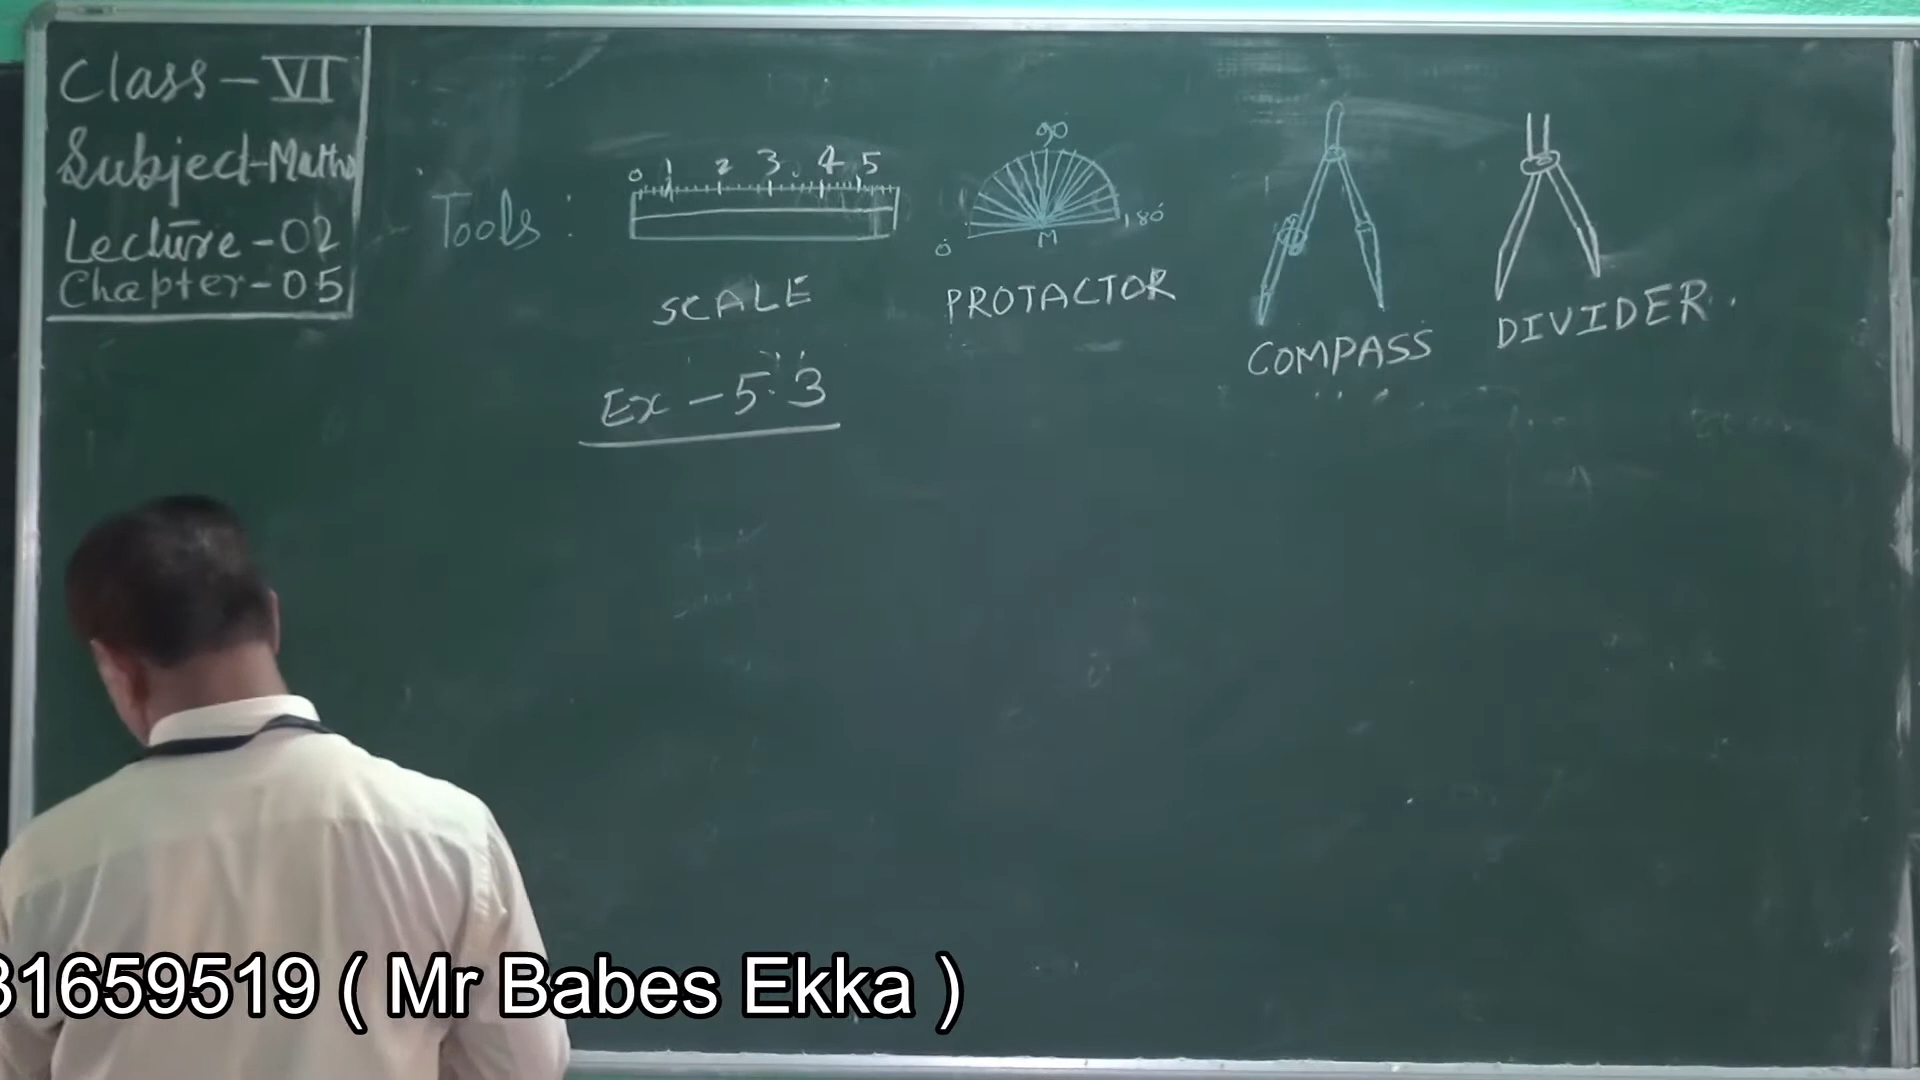 Class - VI
Subject - Maths
Lecture - 02
Chapter - 05
Tools :
0 1 2 3 4 5
SCALE
90
0 180
M
PROTACTOR
COMPASS
DIVIDER
Ex - 5.3
31659519 ( Mr Babes Ekka )